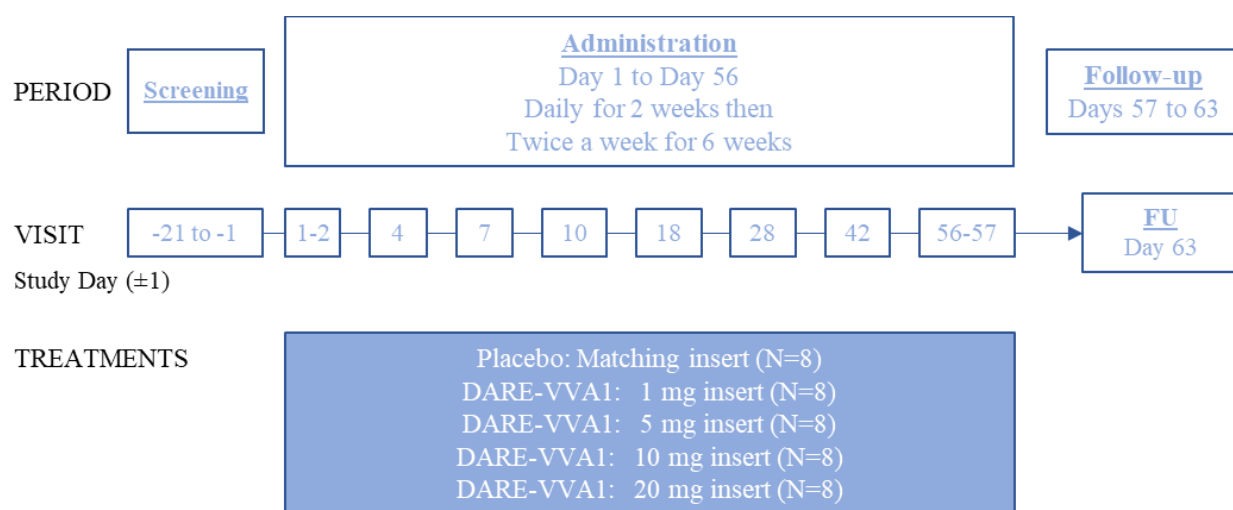 PERIOD
Screening
Administration
Day 1 to Day 56
Daily for 2 weeks then
Twice a week for 6 weeks
Follow-up
Days 57 to 63
VISIT
Study Day (±1)
-21 to -1
1-2
4
7
10
18
28
42
56-57
FU
Day 63
TREATMENTS
Placebo: Matching insert (N=8)
DARE-VVA1: 1 mg insert (N=8)
DARE-VVA1: 5 mg insert (N=8)
DARE-VVA1: 10 mg insert (N=8)
DARE-VVA1: 20 mg insert (N=8)